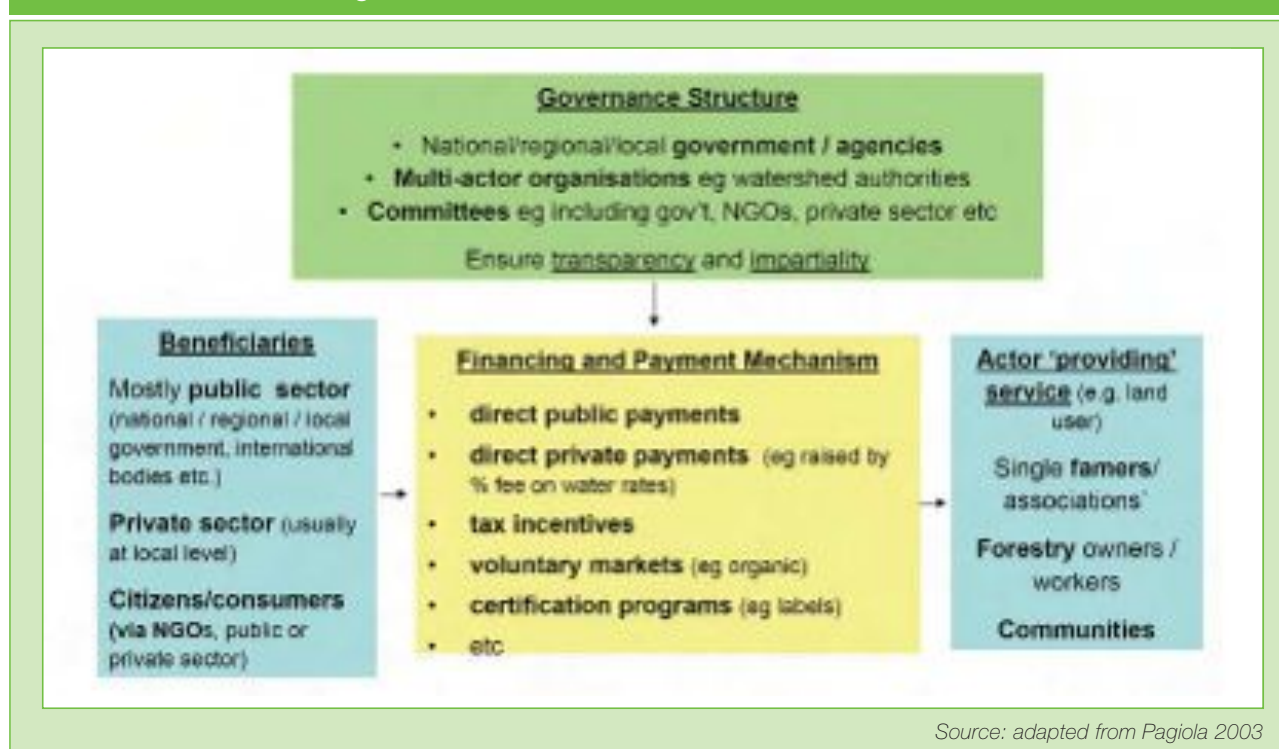 Governance Structure
• National/regional/local government / agencies
• Multi-actor organisations eg watershed authorities
• Committees eg including gov't, NGOs, private sector etc
Ensure transparency and impartiality
Beneficiaries
Mostly public sector
(national / regional / local
government, international
bodies etc.)
Private sector (usually
at local level)
Citizens/consumers
(via NGOs, public or
private sector)
Financing and Payment Mechanism
• direct public payments
• direct private payments (eg raised by
% fee on water rates)
• tax incentives
• voluntary markets (eg organic)
• certification programs (eg labels)
• etc
Actor 'providing'
service (e.g. land
user)
Single famers/
associations`
Forestry owners /
workers
Communities
Source: adapted from Pagiola 2003